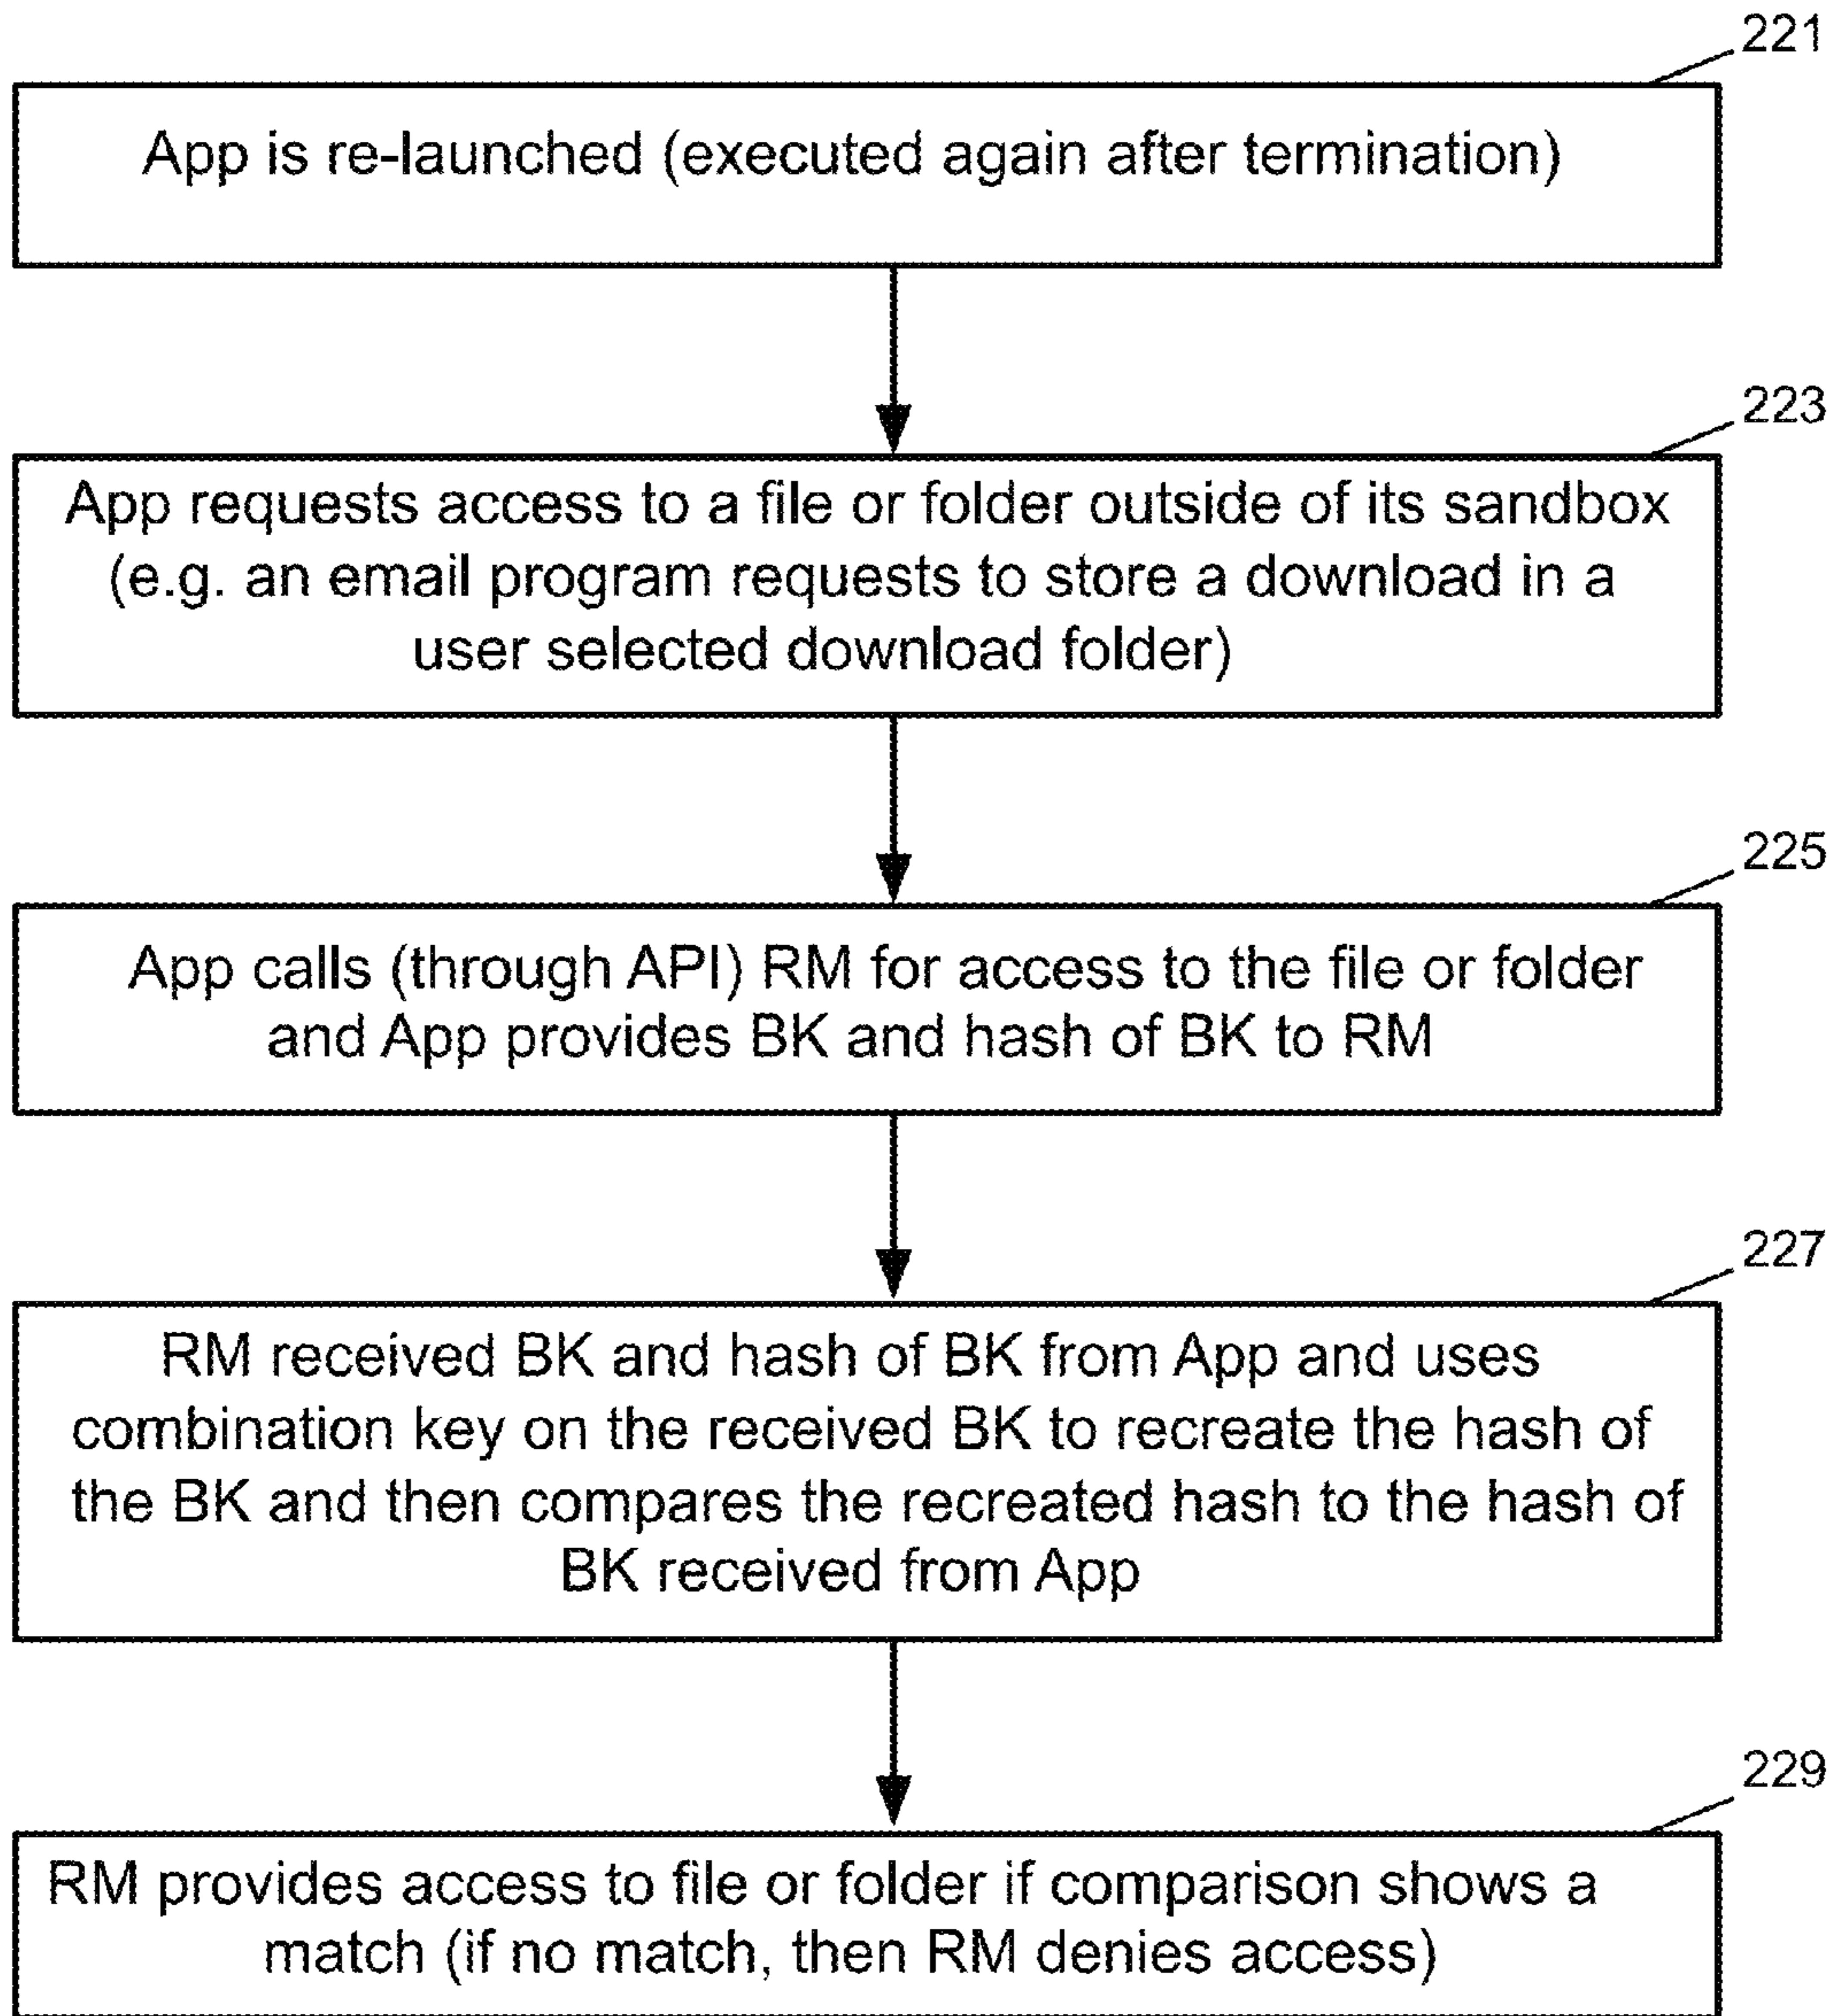 221
App is re-launched (executed again after termination)
223
App requests access to a file or folder outside of its sandbox
(e.g. an email program requests to store a download in a
user selected download folder)
225
App calls (through API) RM for access to the file or folder
and App provides BK and hash of BK to RM
227
RM received BK and hash of BK from App and uses
combination key on the received BK to recreate the hash of
the BK and then compares the recreated hash to the hash of
BK received from App
229
RM provides access to file or folder if comparison shows a
match (if no match, then RM denies access)